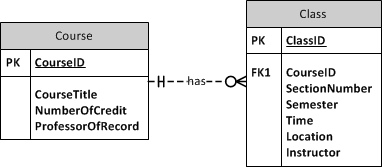 Course
PK CourseID
CourseTitle
NumberOfCredit
ProfessorOfRecord
has
Class
PK ClassID
FK1 CourseID
SectionNumber
Semester
Time
Location
Instructor